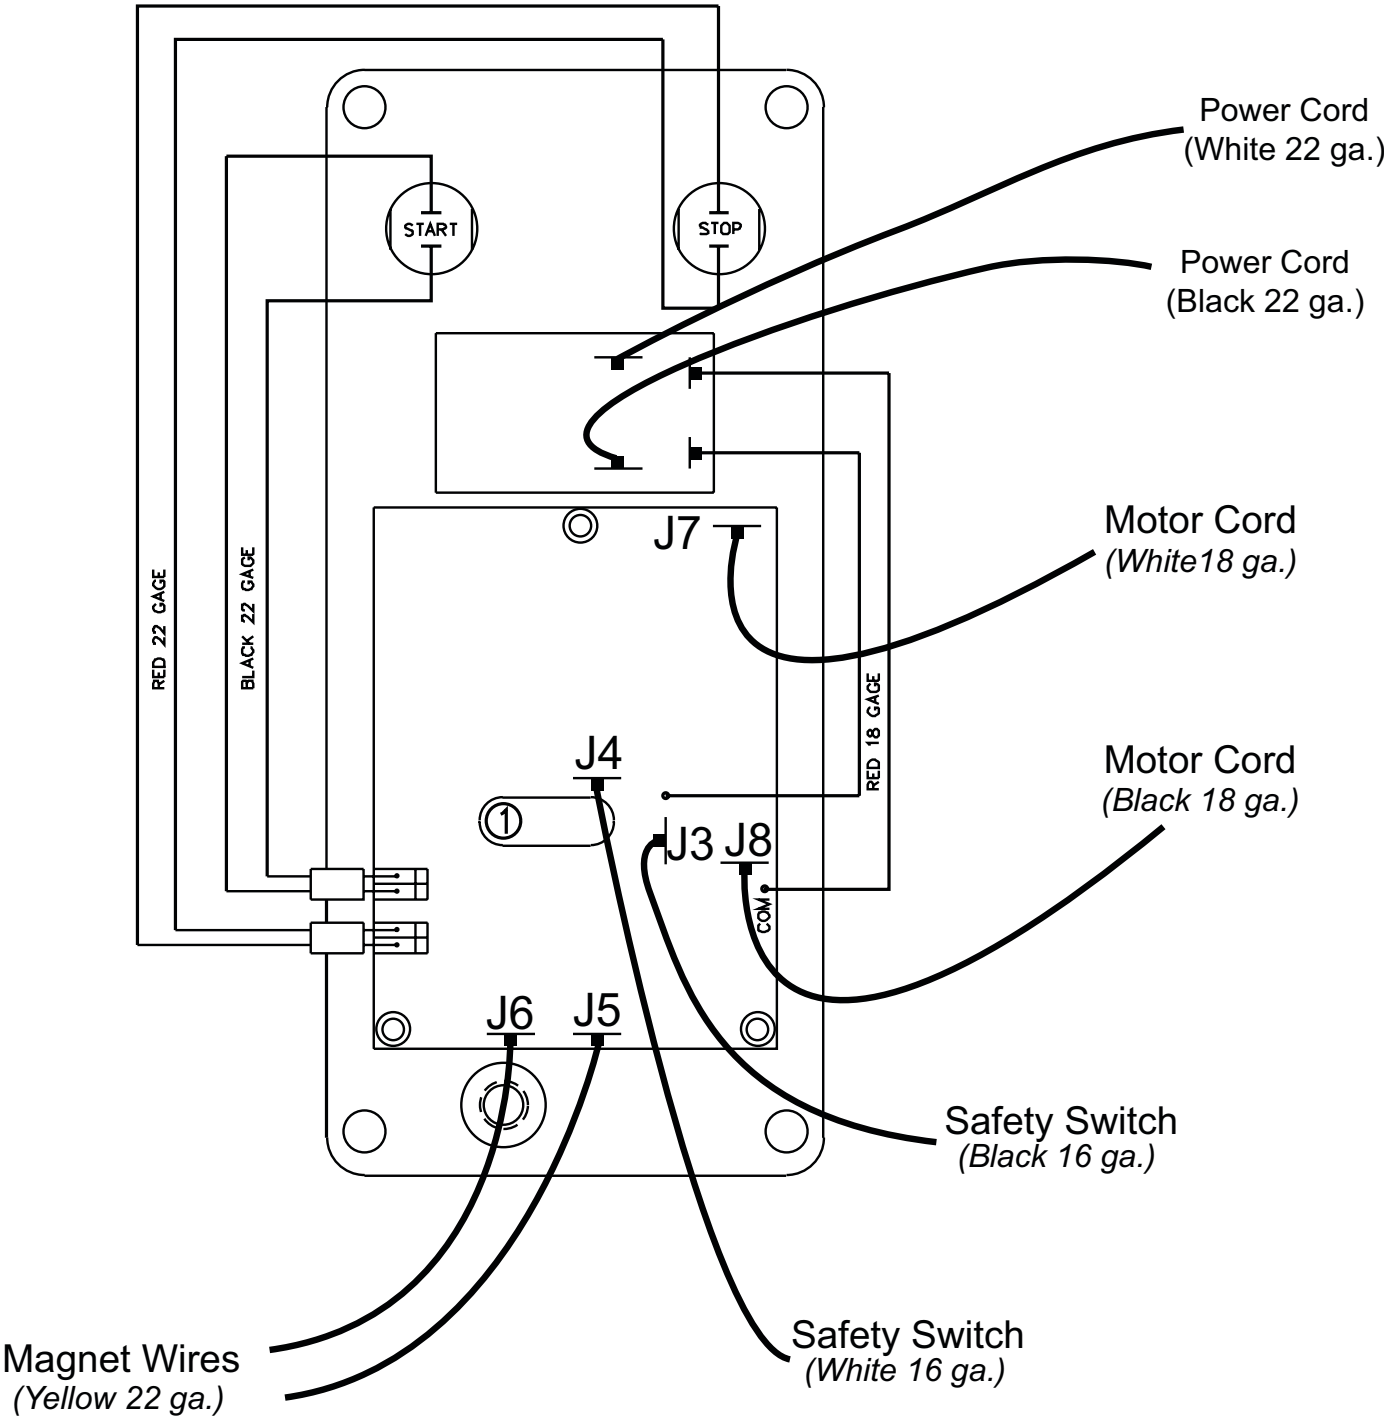 Power Cord
(White 22 ga.)
START
STOP
Power Cord
(Black 22 ga.)
J7
Motor Cord
(White18 ga.)
RED 22 GAGE
BLACK 22 GAGE
RED 18 GAGE
J4
Motor Cord
(Black 18 ga.)
1
J3
J8
COM
J6
J5
Safety Switch
(Black 16 ga.)
Safety Switch
(White 16 ga.)
Magnet Wires
(Yellow 22 ga.)